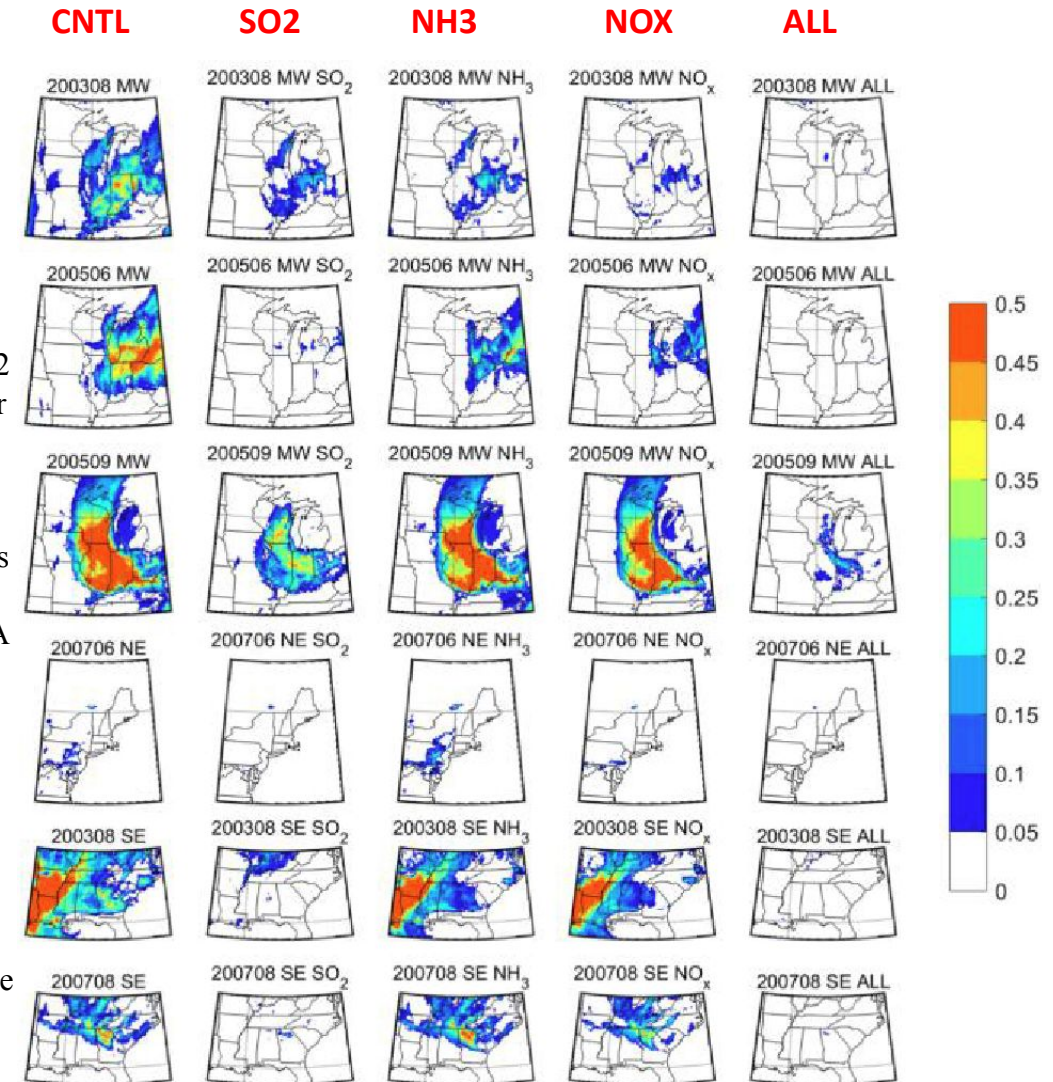 CNTL SO2 NH3 NOX ALL
200308 MW 200308 MW SO2 200308 MW NH3 200308 MW NOx 200308 MW ALL
200506 MW 200506 MW SO2 200506 MW NH3 200506 MW NOx 200506 MW ALL
0.5
2
0.45
r
0.4
200509 MW 200509 MW SO2 200509 MW NH3 200509 MW NOx 200509 MW ALL
0.35
0.3
s
0.25
A
200706 NE 200706 NE SO2 200706 NE NH3 200706 NE NOx 200706 NE ALL
0.2
0.15
0.1
200308 SE 200308 SE SO2 200308 SE NH3 200308 SE NOx 200308 SE ALL
0.05
0
e
200708 SE 200708 SE SO2 200708 SE NH3 200708 SE NOx 200708 SE ALL